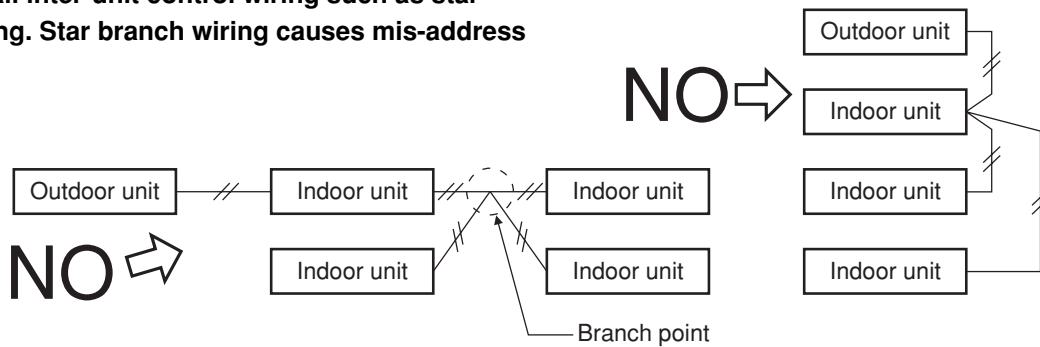 all inter-unit control wiring such as star
ng. Star branch wiring causes mis-address
Outdoor unit
NO
Indoor unit
Outdoor unit
Indoor unit
Indoor unit
Indoor unit
NO
Indoor unit
Indoor unit
Indoor unit
Branch point